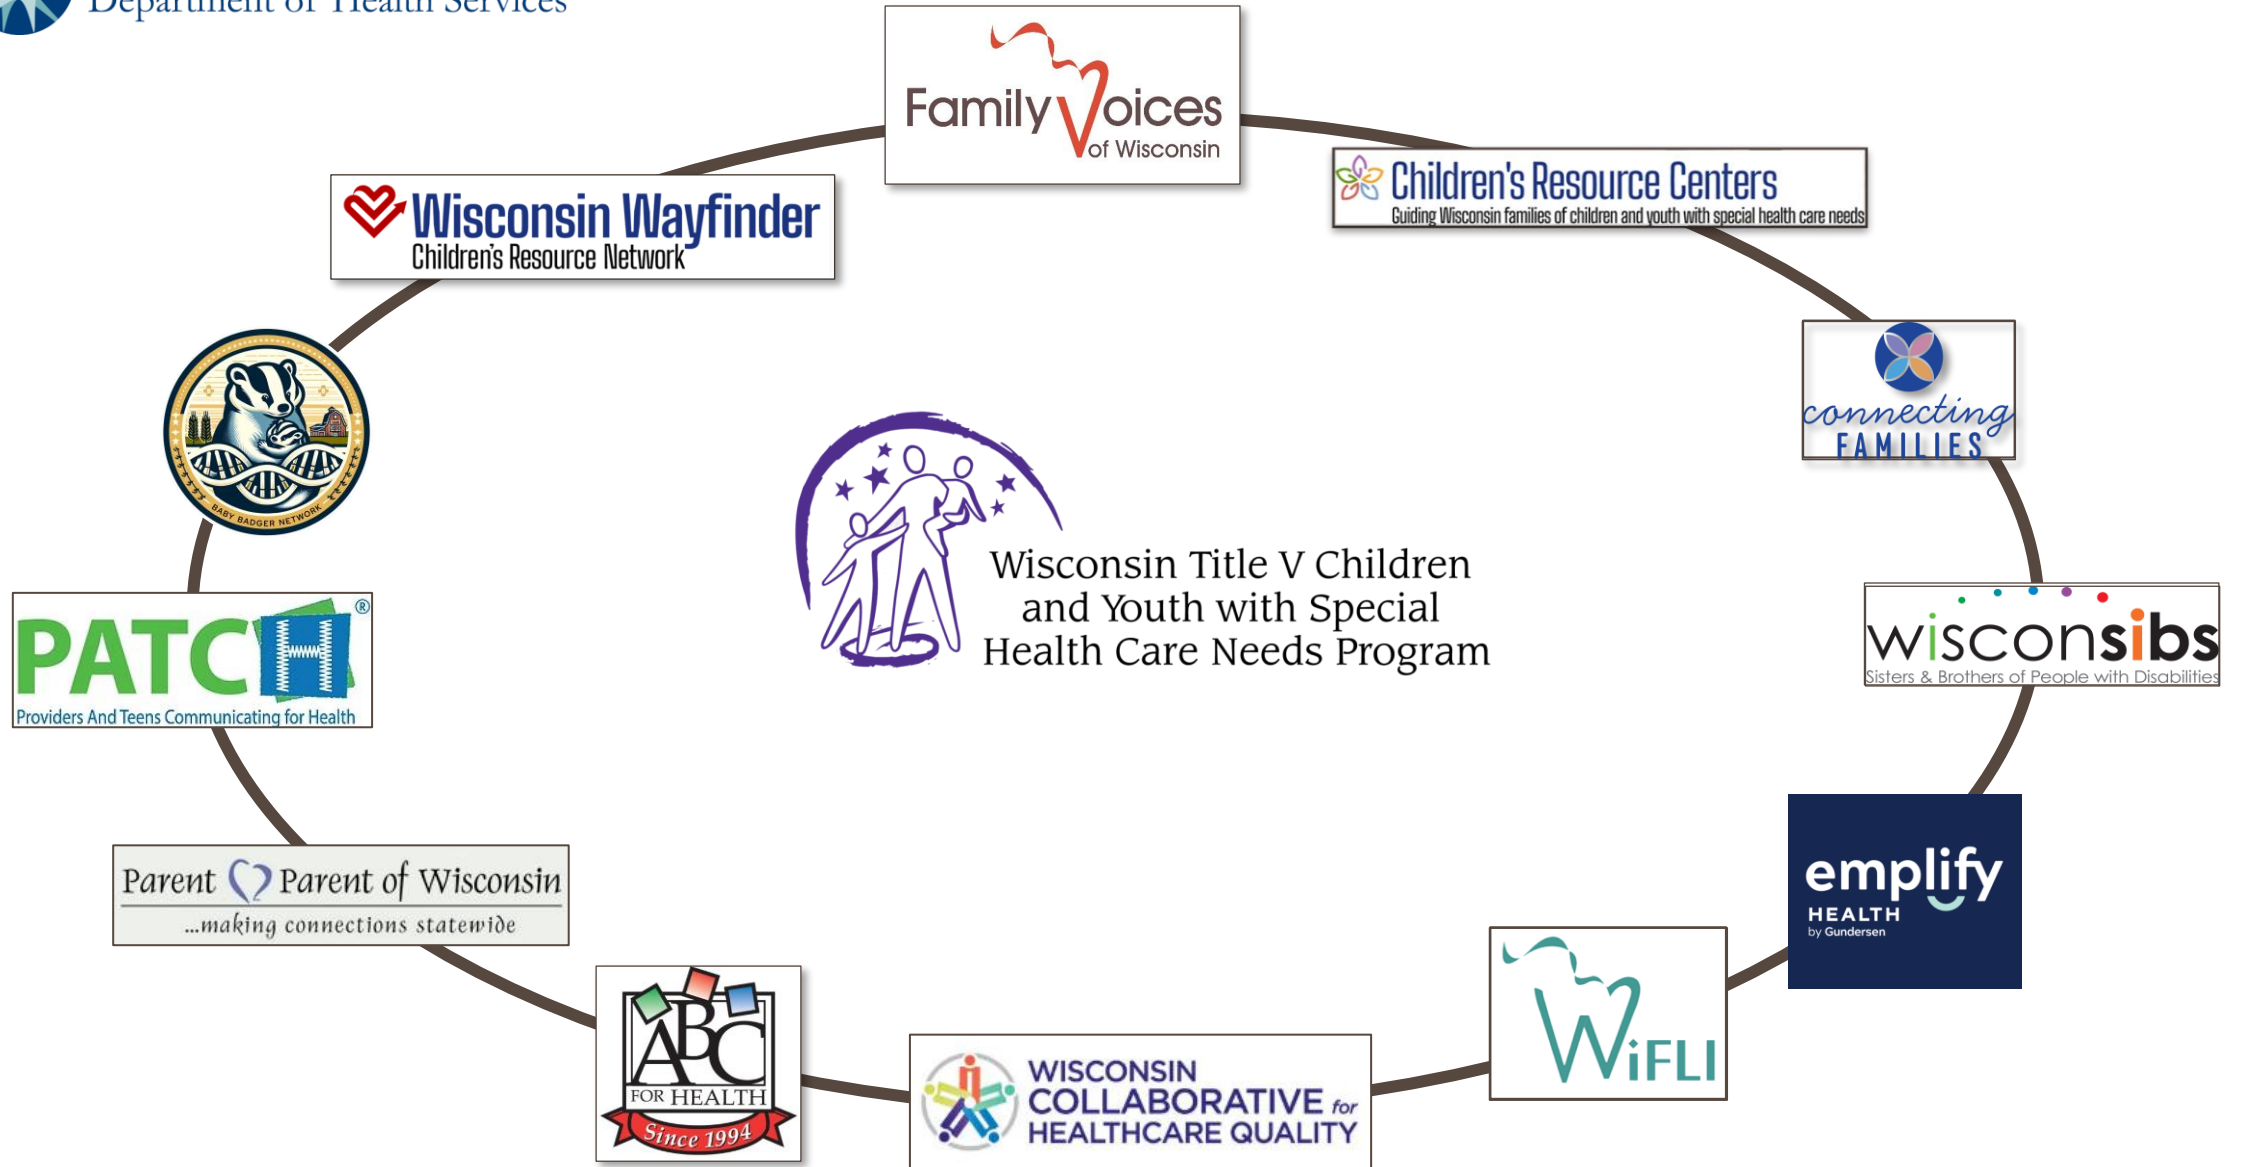 Department of Health Services
Family Voices
of Wisconsin
Wisconsin Wayfinder
Children's Resource Network
Children's Resource Centers
Guiding Wisconsin families of children and youth with special health care needs
connecting
FAMILIES
BABY BADGER NETWORK
Wisconsin Title V Children
and Youth with Special
Health Care Needs Program
PATCH®
Providers And Teens Communicating for Health
wisconsibs
Sisters & Brothers of People with Disabilities
emplify
HEALTH
by Gundersen
Parent Parent of Wisconsin
...making connections statewide
WiFLI
ABC
FOR HEALTH
Since 1994
WISCONSIN
COLLABORATIVE for
HEALTHCARE QUALITY